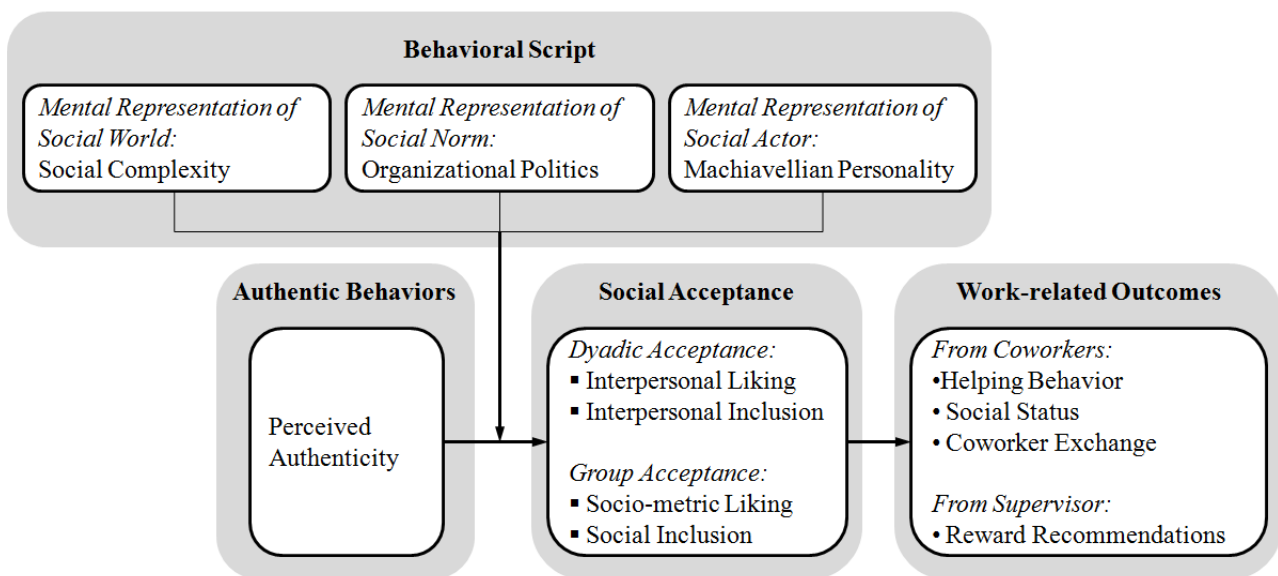 Behavioral Script
Mental Representation of
Social World:
Social Complexity
Mental Representation of
Social Norm:
Organizational Politics
Mental Representation of
Social Actor:
Machiavellian Personality
Authentic Behaviors
Perceived
Authenticity
Social Acceptance
Dyadic Acceptance:
▪ Interpersonal Liking
▪ Interpersonal Inclusion
Group Acceptance:
▪ Socio-metric Liking
▪ Social Inclusion
Work-related Outcomes
From Coworkers:
•Helping Behavior
• Social Status
• Coworker Exchange
From Supervisor:
• Reward Recommendations